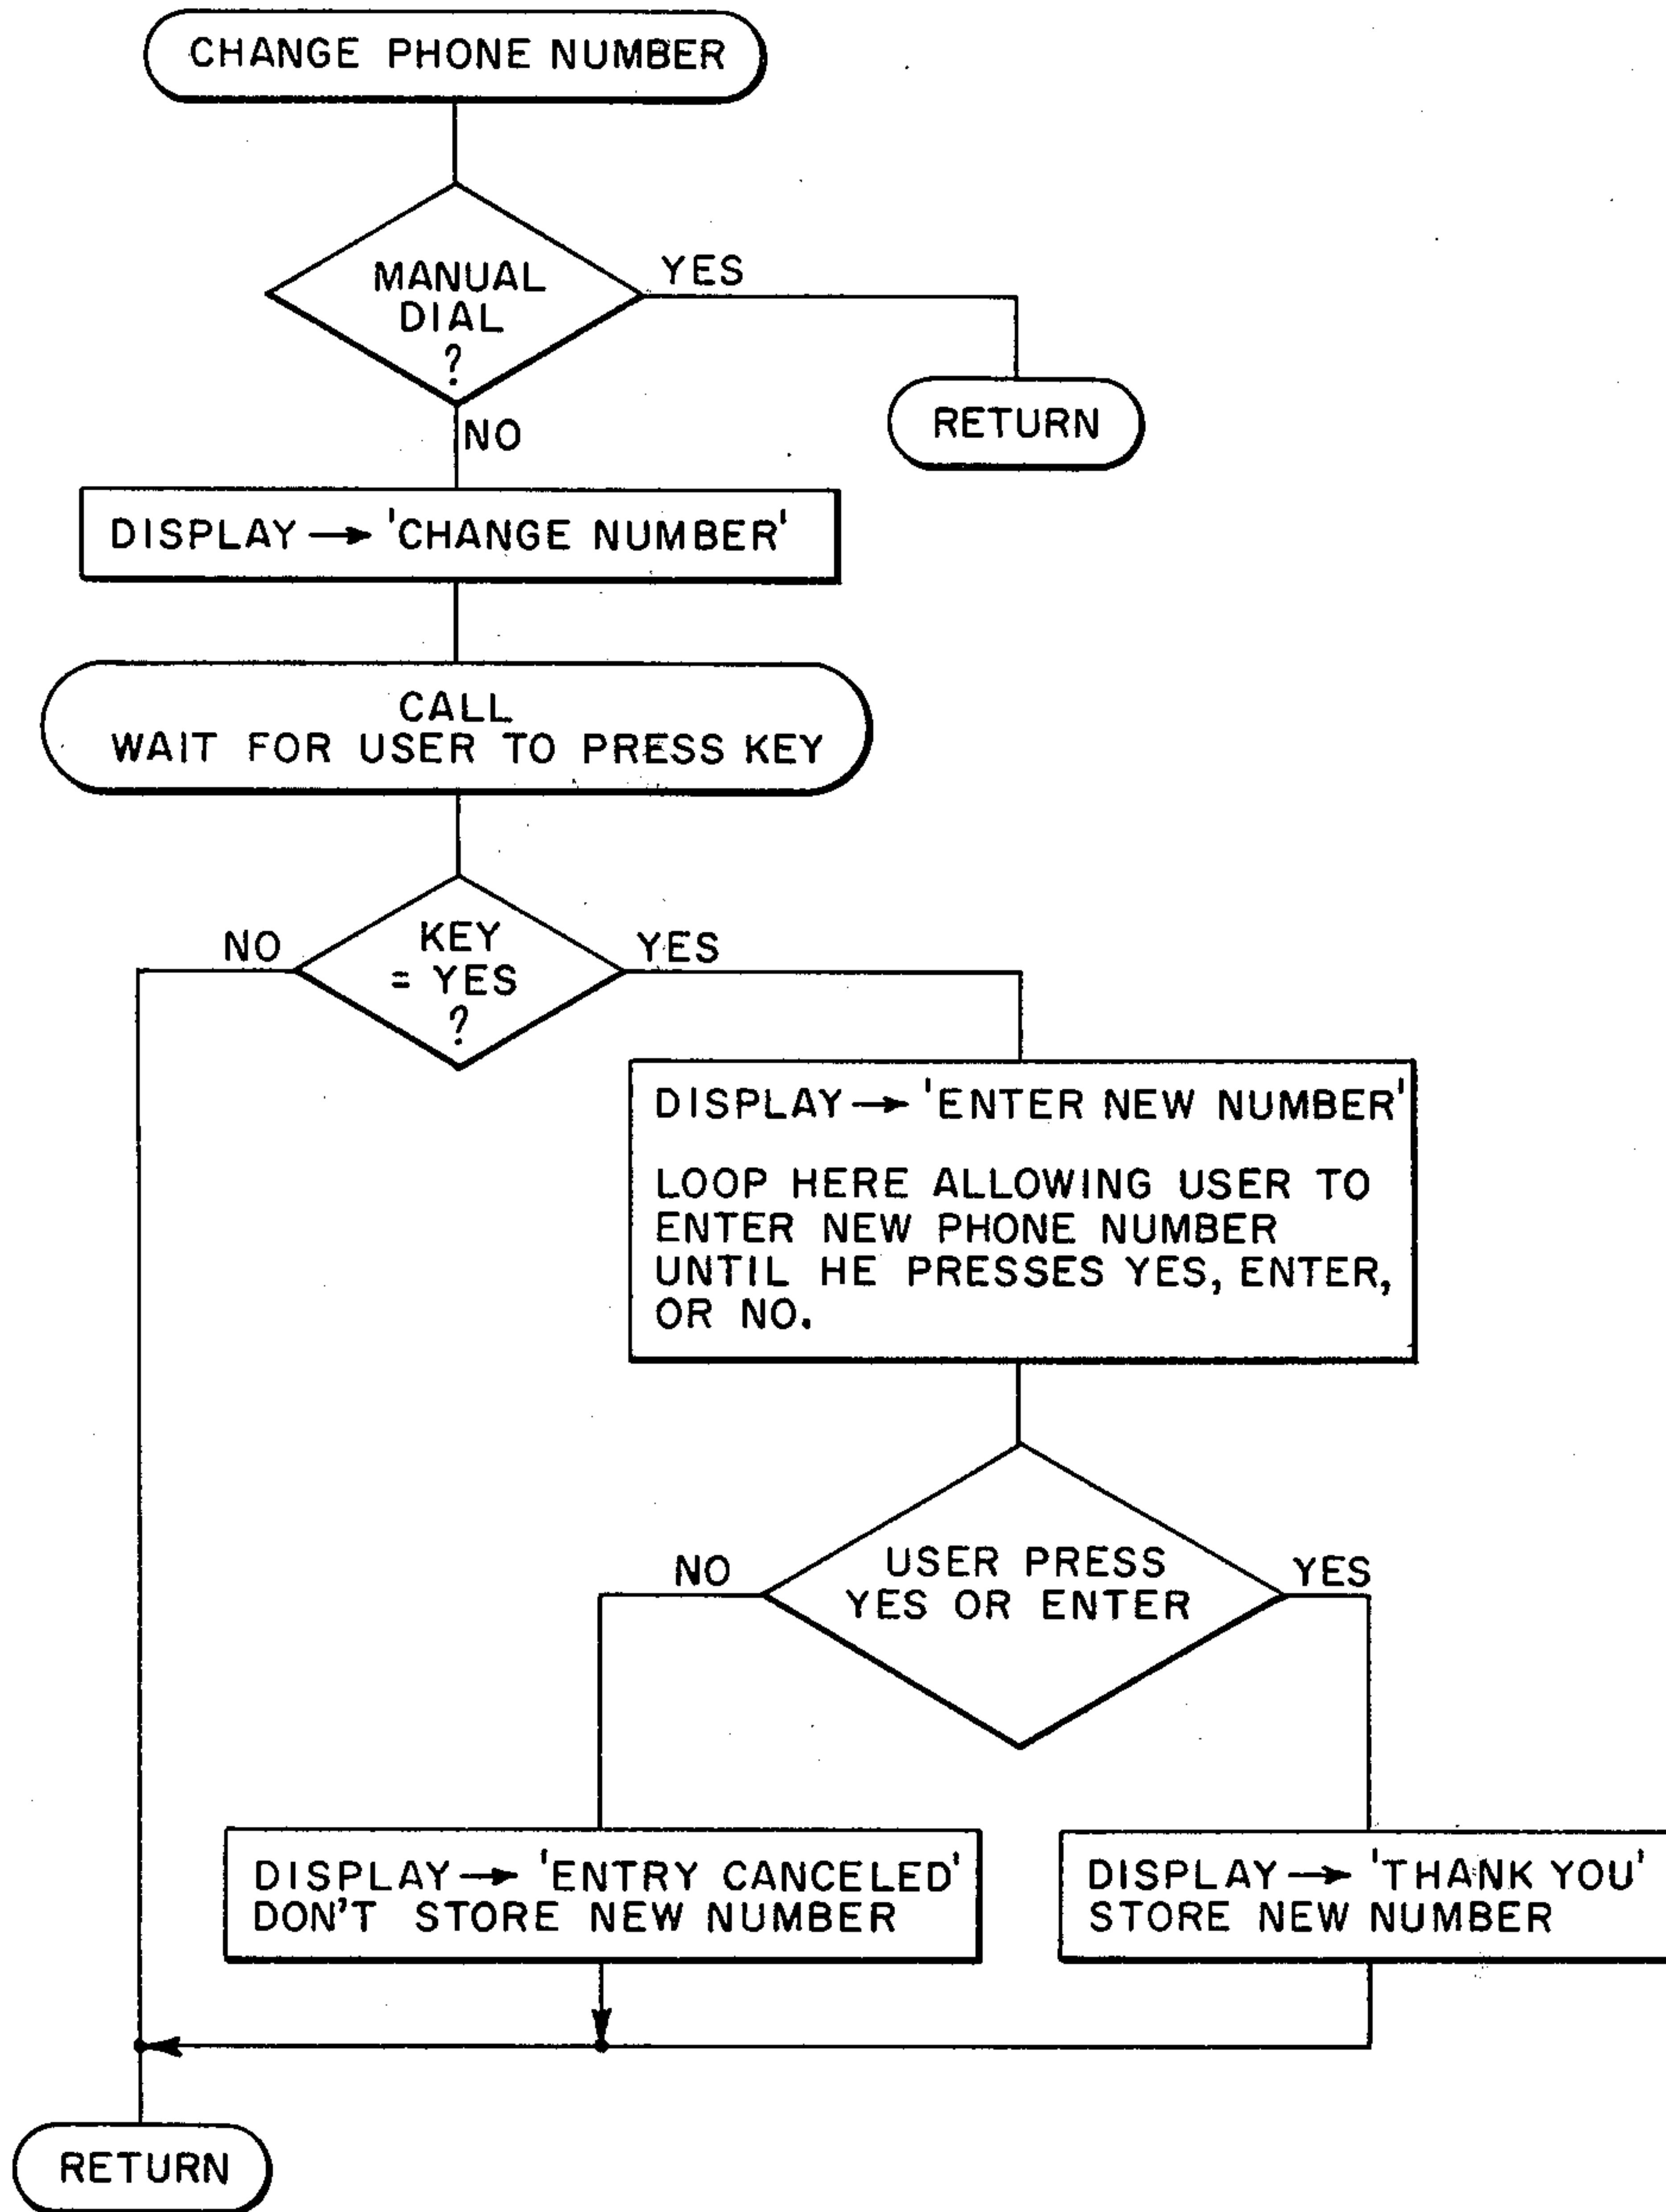 CHANGE PHONE NUMBER
MANUAL
DIAL
?
YES
RETURN
NO
DISPLAY → 'CHANGE NUMBER'
CALL
WAIT FOR USER TO PRESS KEY
NO
KEY
= YES
?
YES
DISPLAY → 'ENTER NEW NUMBER'
LOOP HERE ALLOWING USER TO
ENTER NEW PHONE NUMBER
UNTIL HE PRESSES YES, ENTER,
OR NO.
NO
USER PRESS
YES OR ENTER
YES
DISPLAY → 'ENTRY CANCELED'
DON'T STORE NEW NUMBER
DISPLAY → 'THANK YOU'
STORE NEW NUMBER
RETURN